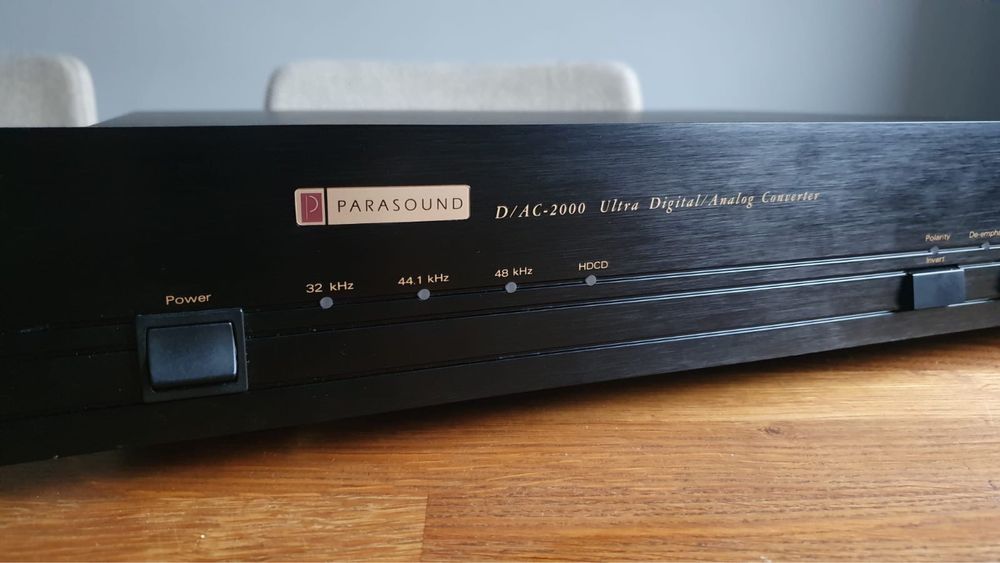 P PARASOUND
D/AC-2000 Ultra Digital/Analog Converter
Power
32 kHz
44.1 kHz
48 kHz
HDCD
Polarity
Invert